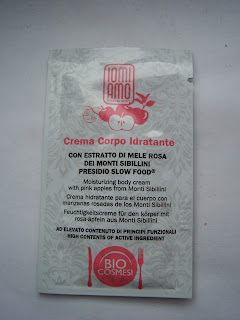 IOMI
AMO
Crema Corpo Idratante
CON ESTRATTO DI MELE ROSA
DEI MONTI SIBILLINI
PRESIDIO SLOW FOOD®
Moisturizing body cream
with pink apples from Monti Sibillini
Crema hidratante para el cuerpo con
manzanas rosadas de los Monti Sibillini
Feuchtigkeitscreme für den körper mit
rosa-äpfeln aus Monti Sibillini
AD ELEVATO CONTENUTO DI PRINCIPI FUNZIONALI
HIGH CONTENTS OF ACTIVE INGREDIENT
BIO
COSMESI